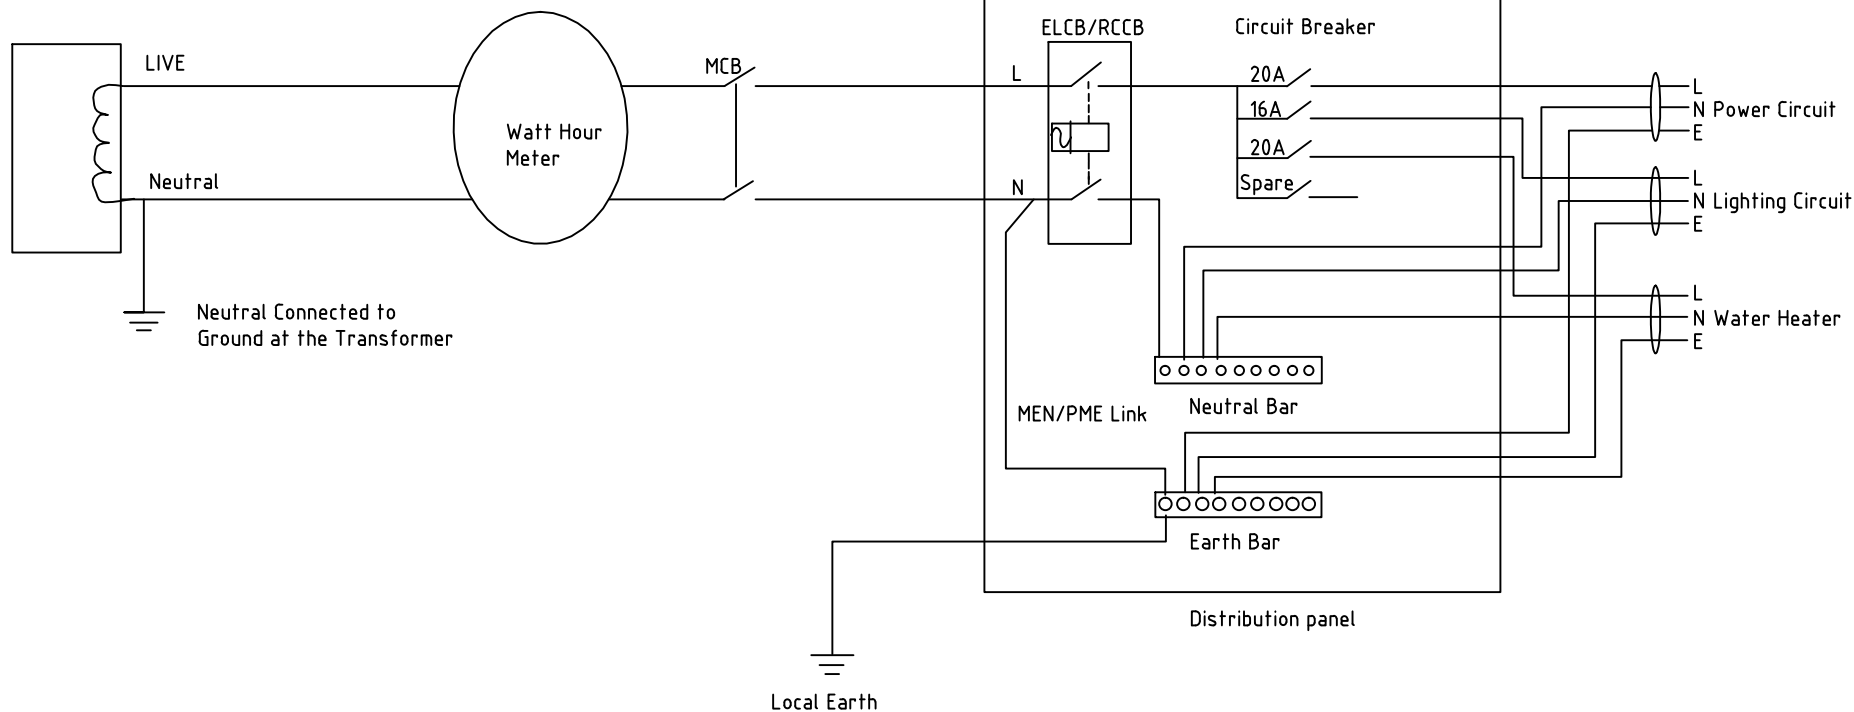 LIVE
Neutral
Neutral Connected to
Ground at the Transformer
Watt Hour
Meter
MCB
L
N
ELCB/RCCB
Circuit Breaker
20A
16A
20A
Spare
MEN/PME Link
Neutral Bar
Earth Bar
Distribution panel
Local Earth
L
N Power Circuit
E
L
N Lighting Circuit
E
L
N Water Heater
E